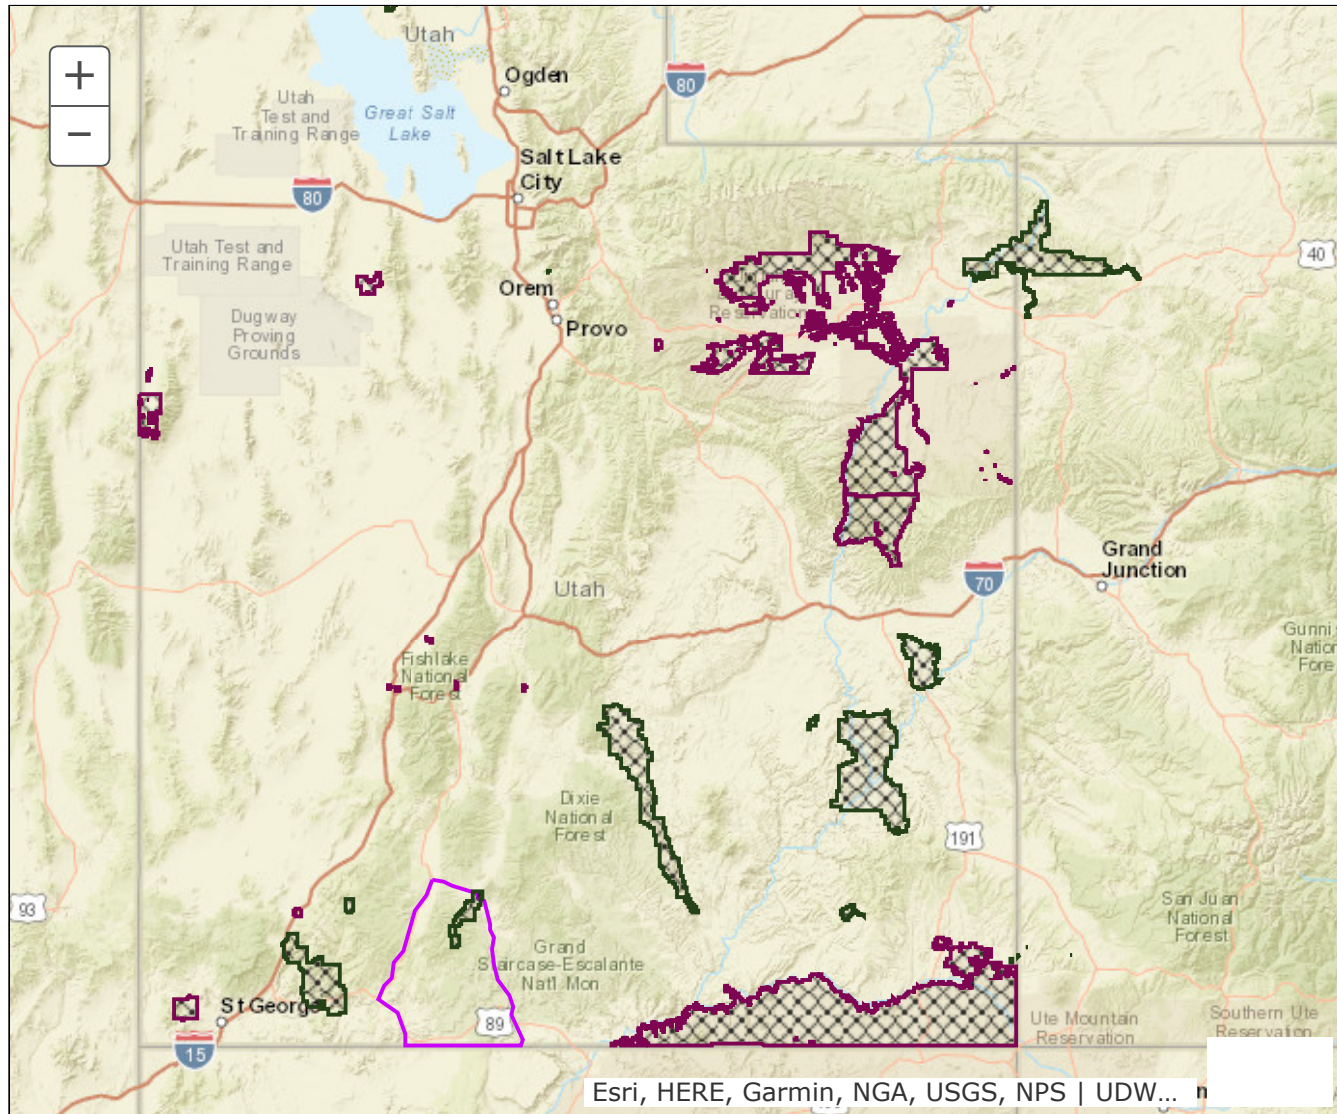 +
−
Utah
Ogden
80
Utah
Test and
Training Range
Great Salt
Lake
Salt Lake
City
80
40
Utah Test and
Training Range
Orem
Provo
Dugway
Proving
Grounds
Grand
Junction
70
Utah
Fishlake
National
Forest
Dixie
National
Forest
191
93
San Juan
National
Forest
Grand
Staircase-Escalante
Nat'l Mon
St George
89
Ute Mountain
Reservation
Southern Ute
Reservation
15
Esri, HERE, Garmin, NGA, USGS, NPS | UDW...